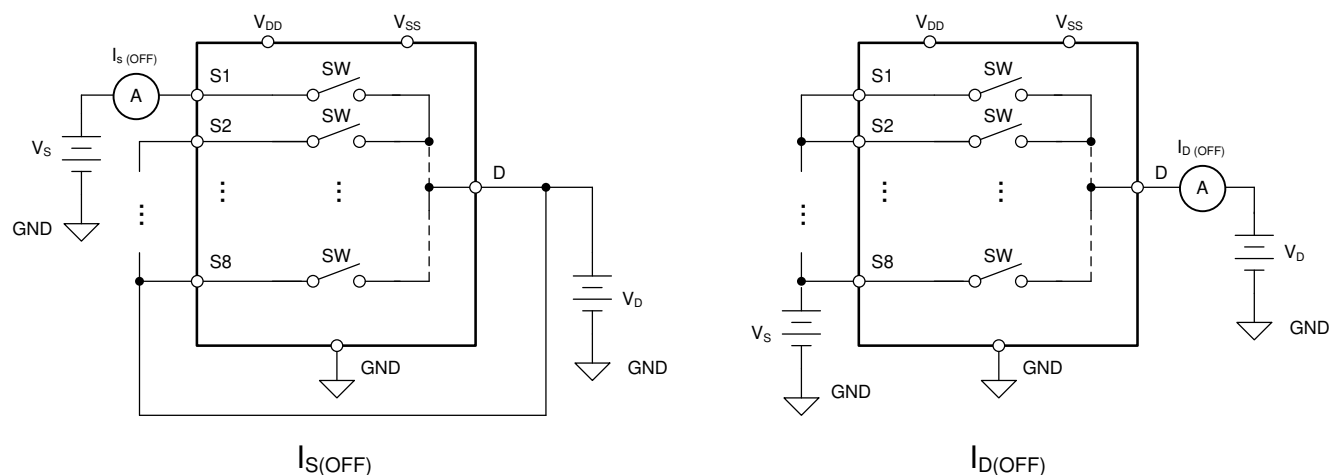 V_DD
V_SS
I_s (OFF)
A
S1
SW
S2
SW
V_S
D
GND
...
...
...
S8
SW
V_D
GND
GND
I_S(OFF)
V_DD
V_SS
S1
SW
S2
SW
I_D (OFF)
D
A
...
...
...
S8
SW
V_D
V_S
GND
GND
GND
I_D(OFF)